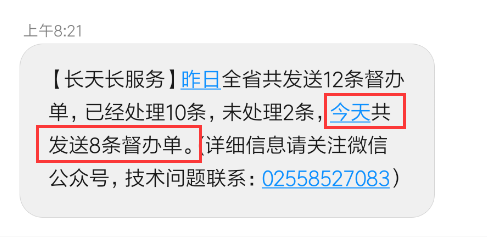 上午8:21
【长天长服务】昨日全省共发送12条督办
单，已经处理10条，未处理2条，今天共
发送8条督办单。（详细信息请关注微信
公众号，技术问题联系：02558527083）